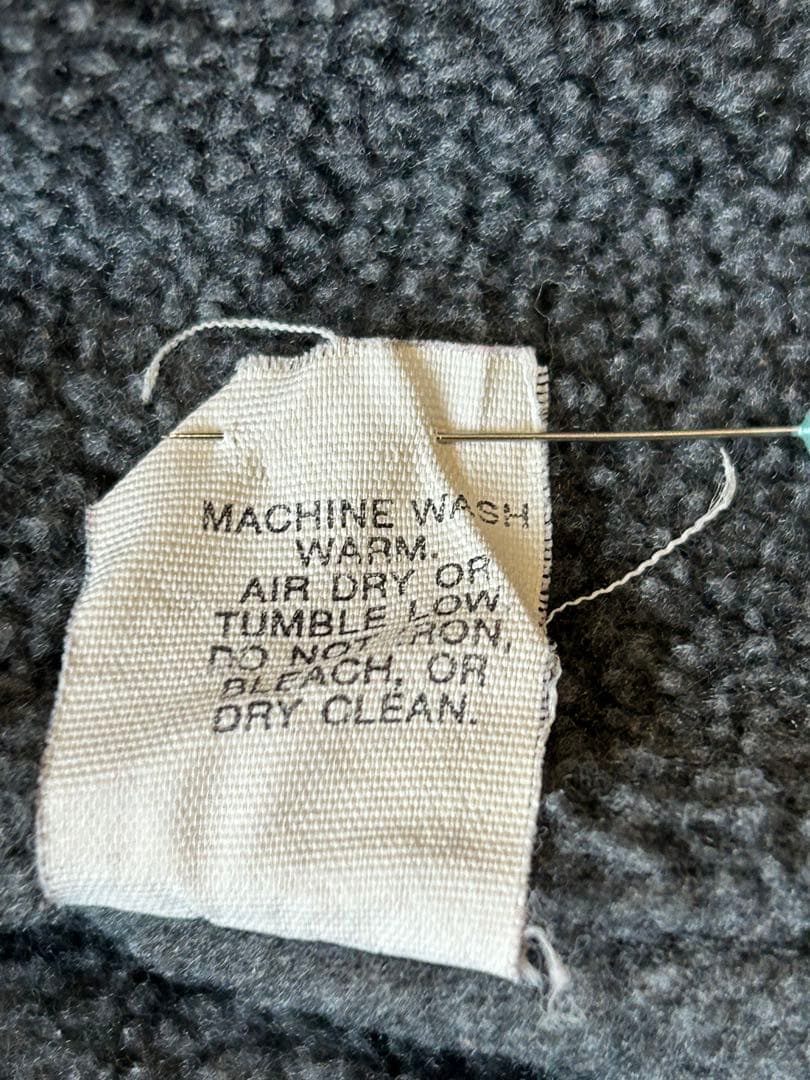 MACHINE WASH
WARM.
AIR DRY OR
TUMBLE LOW
DO NOT IRON,
BLEACH, OR
DRY CLEAN.